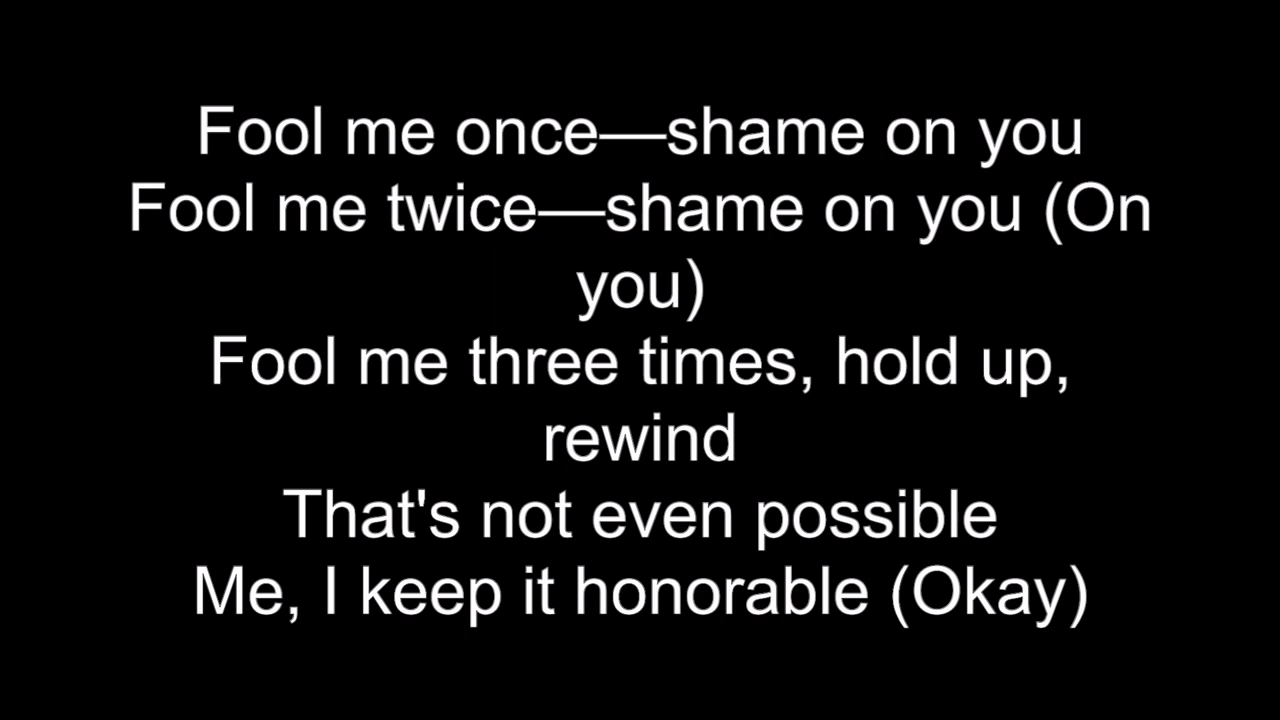 Fool me once—shame on you
Fool me twice—shame on you (On
you)
Fool me three times, hold up,
rewind
That's not even possible
Me, I keep it honorable (Okay)